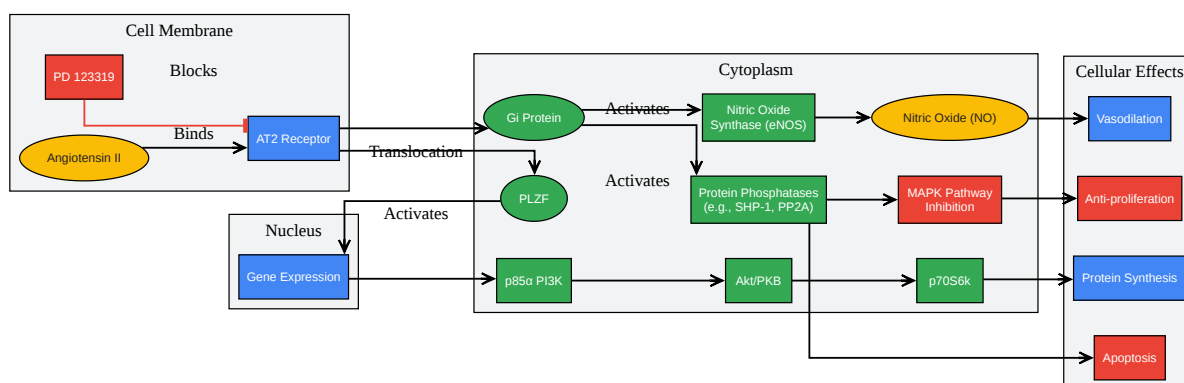 Cell Membrane
PD 123319
Blocks
Binds
Angiotensin II
AT2 Receptor
Translocation
Activates
Nucleus
Gene Expression
Cytoplasm
Gi Protein
Activates
Nitric Oxide
Synthase (eNOS)
Nitric Oxide (NO)
PLZF
Activates
Protein Phosphatases
(e.g., SHP-1, PP2A)
MAPK Pathway
Inhibition
p85α PI3K
Akt/PKB
p70S6k
Cellular Effects
Vasodilation
Anti-proliferation
Protein Synthesis
Apoptosis